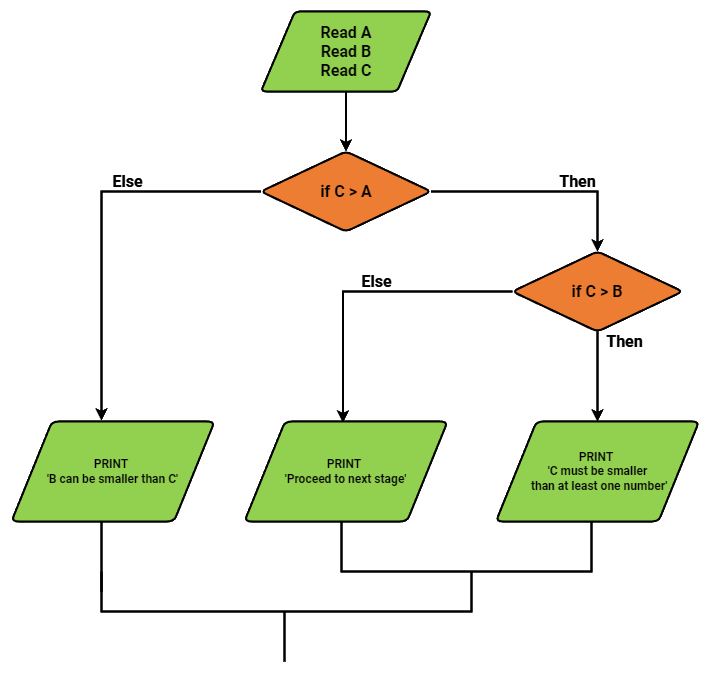 Read A
Read B
Read C
if C > A
Else
Then
if C > B
Else
Then
PRINT
'B can be smaller than C'
PRINT
'Proceed to next stage'
PRINT
'C must be smaller
than at least one number'